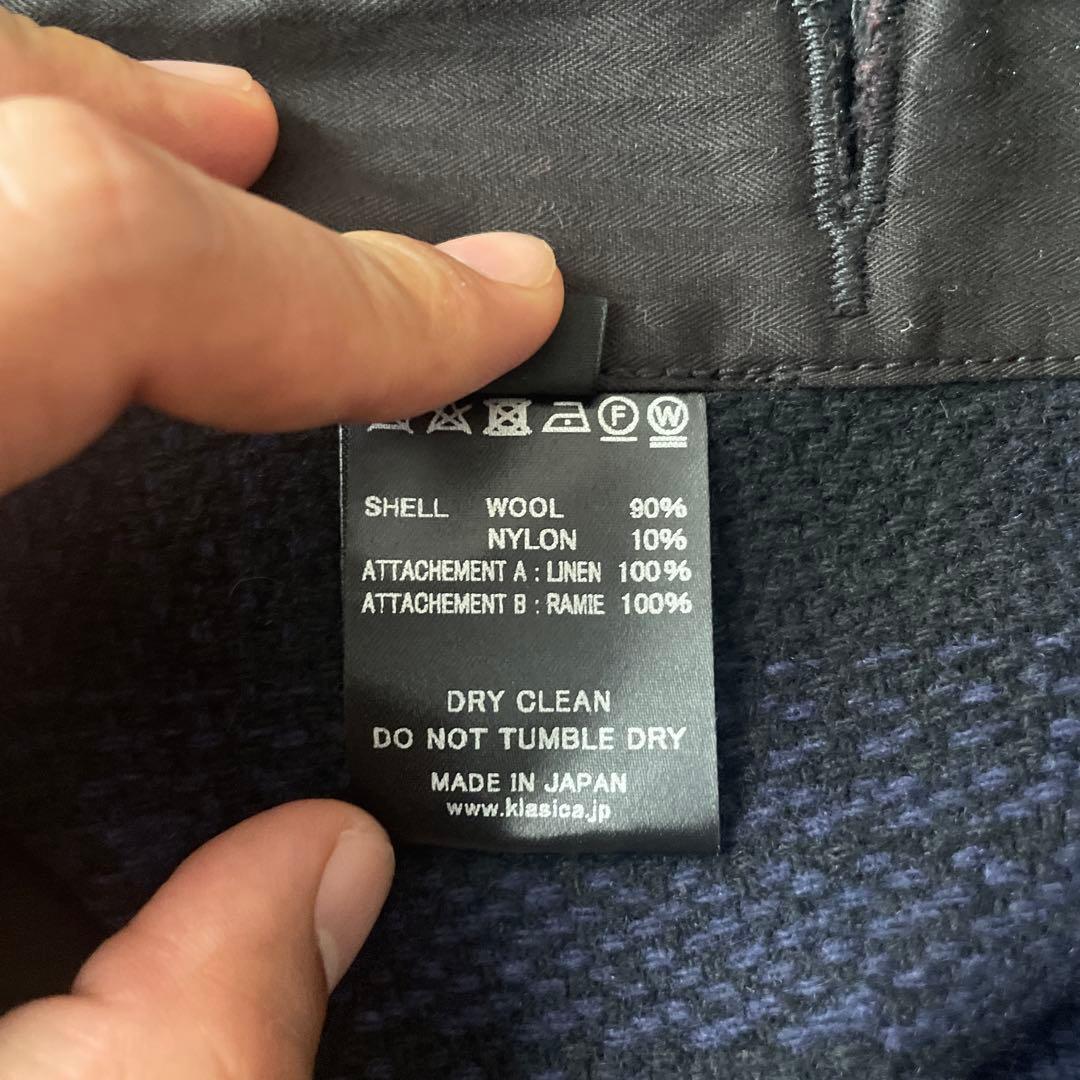 F W
SHELL WOOL 90%
NYLON 10%
ATTACHEMENT A : LINEN 100%
ATTACHEMENT B : RAMIE 100%
DRY CLEAN
DO NOT TUMBLE DRY
MADE IN JAPAN
www.klasica.jp